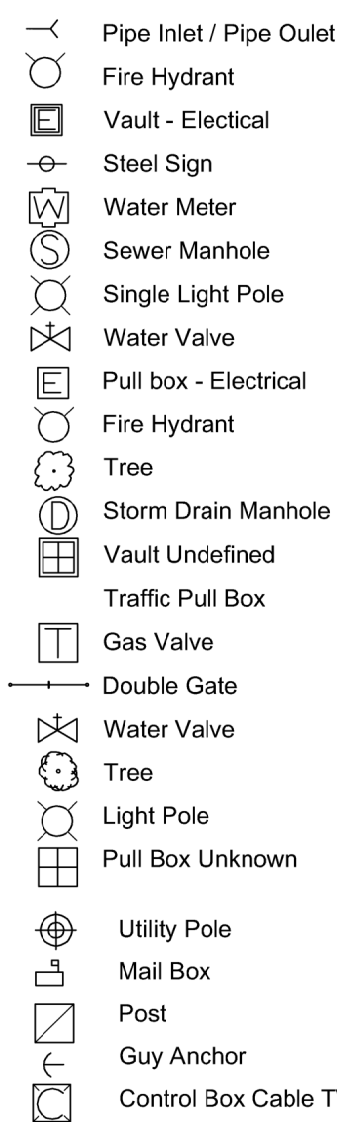 Pipe Inlet / Pipe Oulet
Fire Hydrant
E Vault - Electical
Steel Sign
W Water Meter
S Sewer Manhole
Single Light Pole
Water Valve
E Pull box - Electrical
Fire Hydrant
Tree
D Storm Drain Manhole
Vault Undefined
Traffic Pull Box
T Gas Valve
Double Gate
Water Valve
Tree
Light Pole
Pull Box Unknown
Utility Pole
Mail Box
Post
Guy Anchor
C Control Box Cable TV